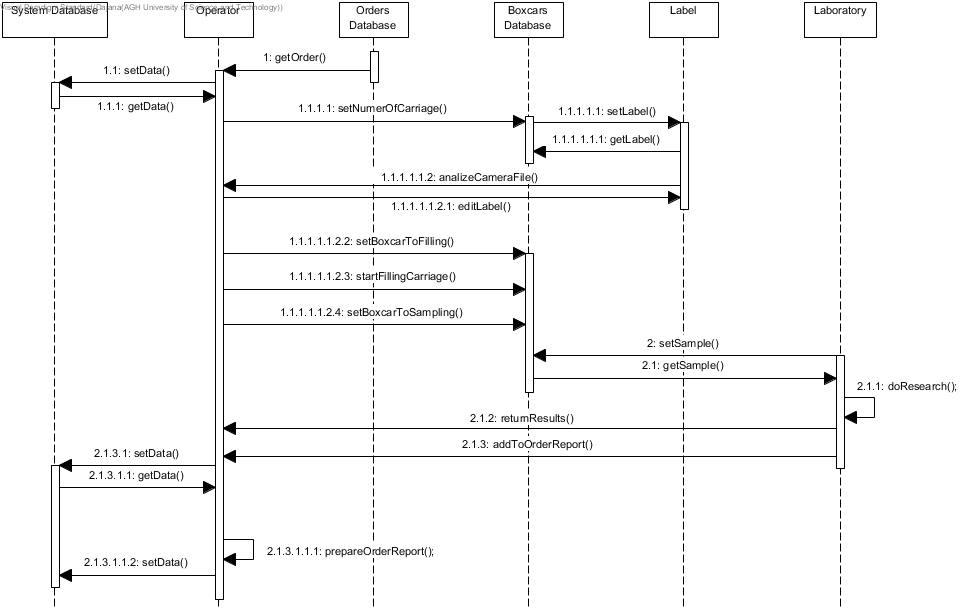 Visual Paradigm Standard(Dajana(AGH University of Science and Technology))
System Database
Operator
Orders
Database
Boxcars
Database
Label
Laboratory
1: getOrder()
1.1: setData()
1.1.1: getData()
1.1.1.1: setNumerOfCarriage()
1.1.1.1.1: setLabel()
1.1.1.1.1.1: getLabel()
1.1.1.1.1.2: analizeCameraFile()
1.1.1.1.1.2.1: editLabel()
1.1.1.1.1.2.2: setBoxcarToFilling()
1.1.1.1.1.2.3: startFillingCarriage()
1.1.1.1.1.2.4: setBoxcarToSampling()
2: setSample()
2.1: getSample()
2.1.1: doResearch();
2.1.2: returnResults()
2.1.3: addToOrderReport()
2.1.3.1: setData()
2.1.3.1.1: getData()
2.1.3.1.1.1: prepareOrderReport();
2.1.3.1.1.2: setData()